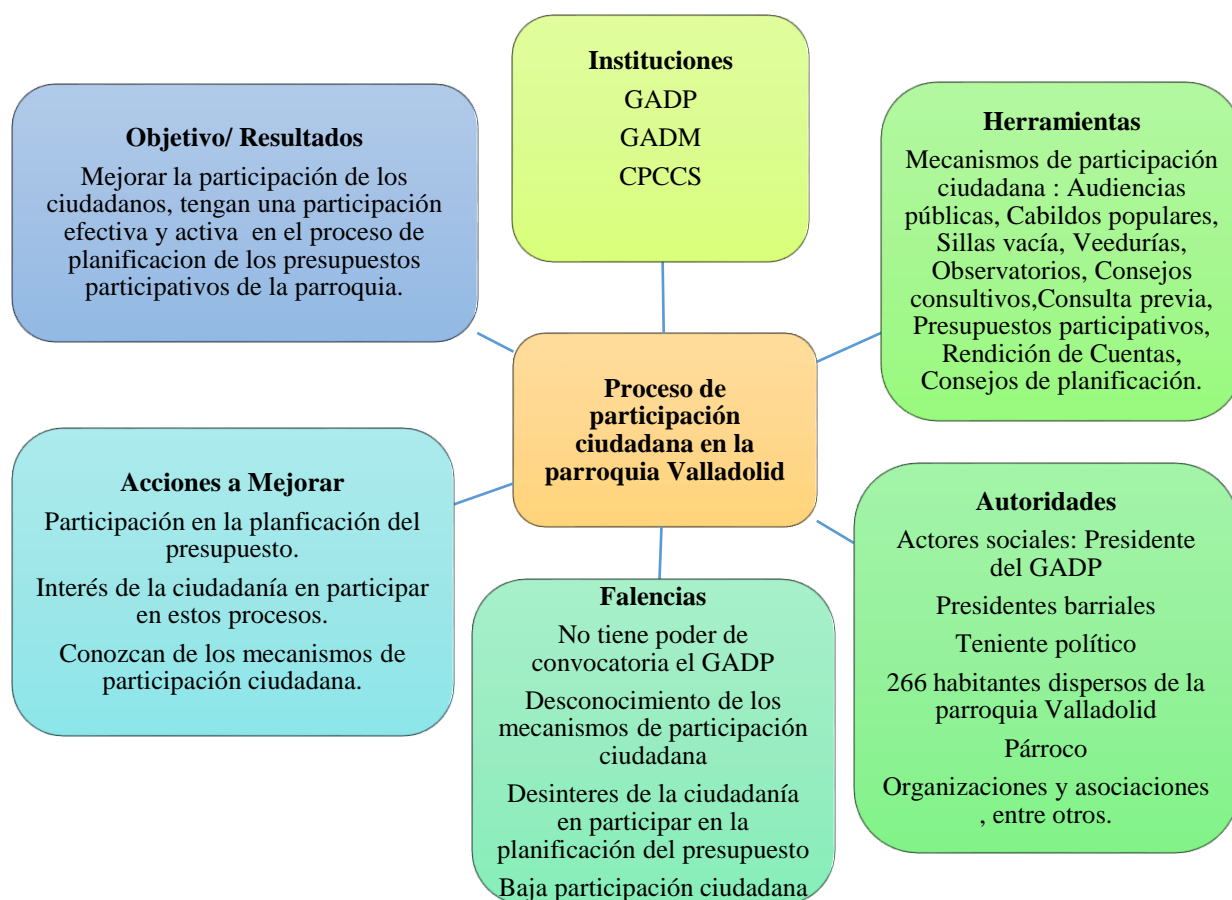 Instituciones
GADP
GADM
CPCCS
Objetivo/ Resultados
Mejorar la participación de los
ciudadanos, tengan una participación
efectiva y activa en el proceso de
planificacion de los presupuestos
participativos de la parroquia.
Herramientas
Mecanismos de participación
ciudadana : Audiencias
públicas, Cabildos populares,
Sillas vacía, Veedurías,
Observatorios, Consejos
consultivos,Consulta previa,
Presupuestos participativos,
Rendición de Cuentas,
Consejos de planificación.
Proceso de
participación
ciudadana en la
parroquia Valladolid
Acciones a Mejorar
Participación en la planficación del
presupuesto.
Interés de la ciudadanía en participar
en estos procesos.
Conozcan de los mecanismos de
participación ciudadana.
Falencias
No tiene poder de
convocatoria el GADP
Desconocimiento de los
mecanismos de participación
ciudadana
Desinteres de la ciudadanía
en participar en la
planificación del presupuesto
Baja participación ciudadana
Autoridades
Actores sociales: Presidente
del GADP
Presidentes barriales
Teniente político
266 habitantes dispersos de la
parroquia Valladolid
Párroco
Organizaciones y asociaciones
, entre otros.